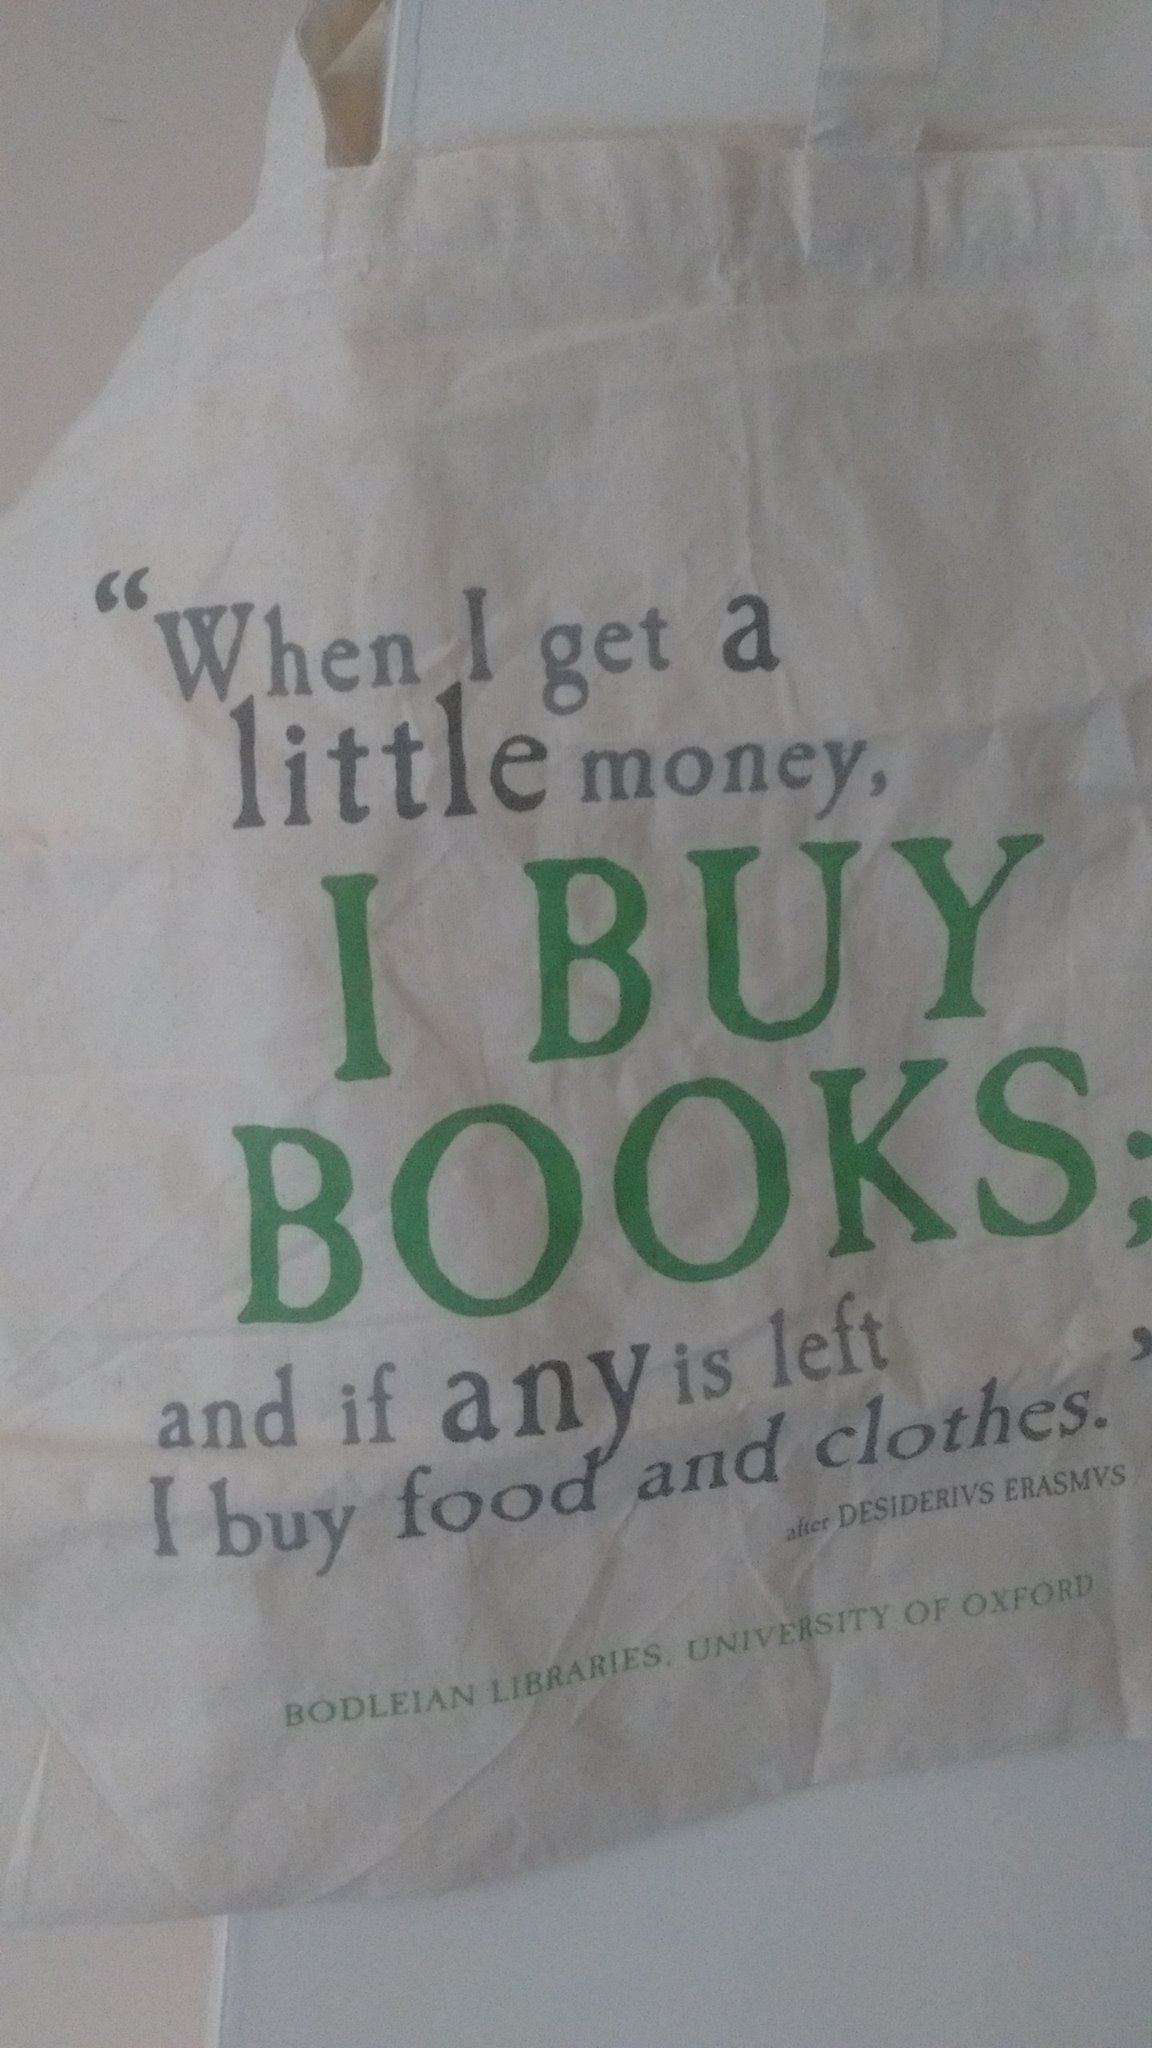 “When I get a
little money,
I BUY
BOOKS;
and if any is left
I buy food and clothes.’
after DESIDERIVS ERASMVS
BODLEIAN LIBRARIES, UNIVERSITY OF OXFORD